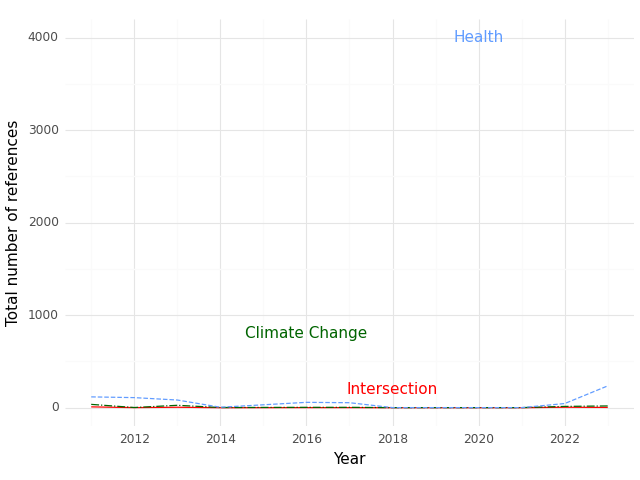 4000
Health
3000
2000
1000
Climate Change
Intersection
0
2012 2014 2016 2018 2020 2022
Year
Total number of references